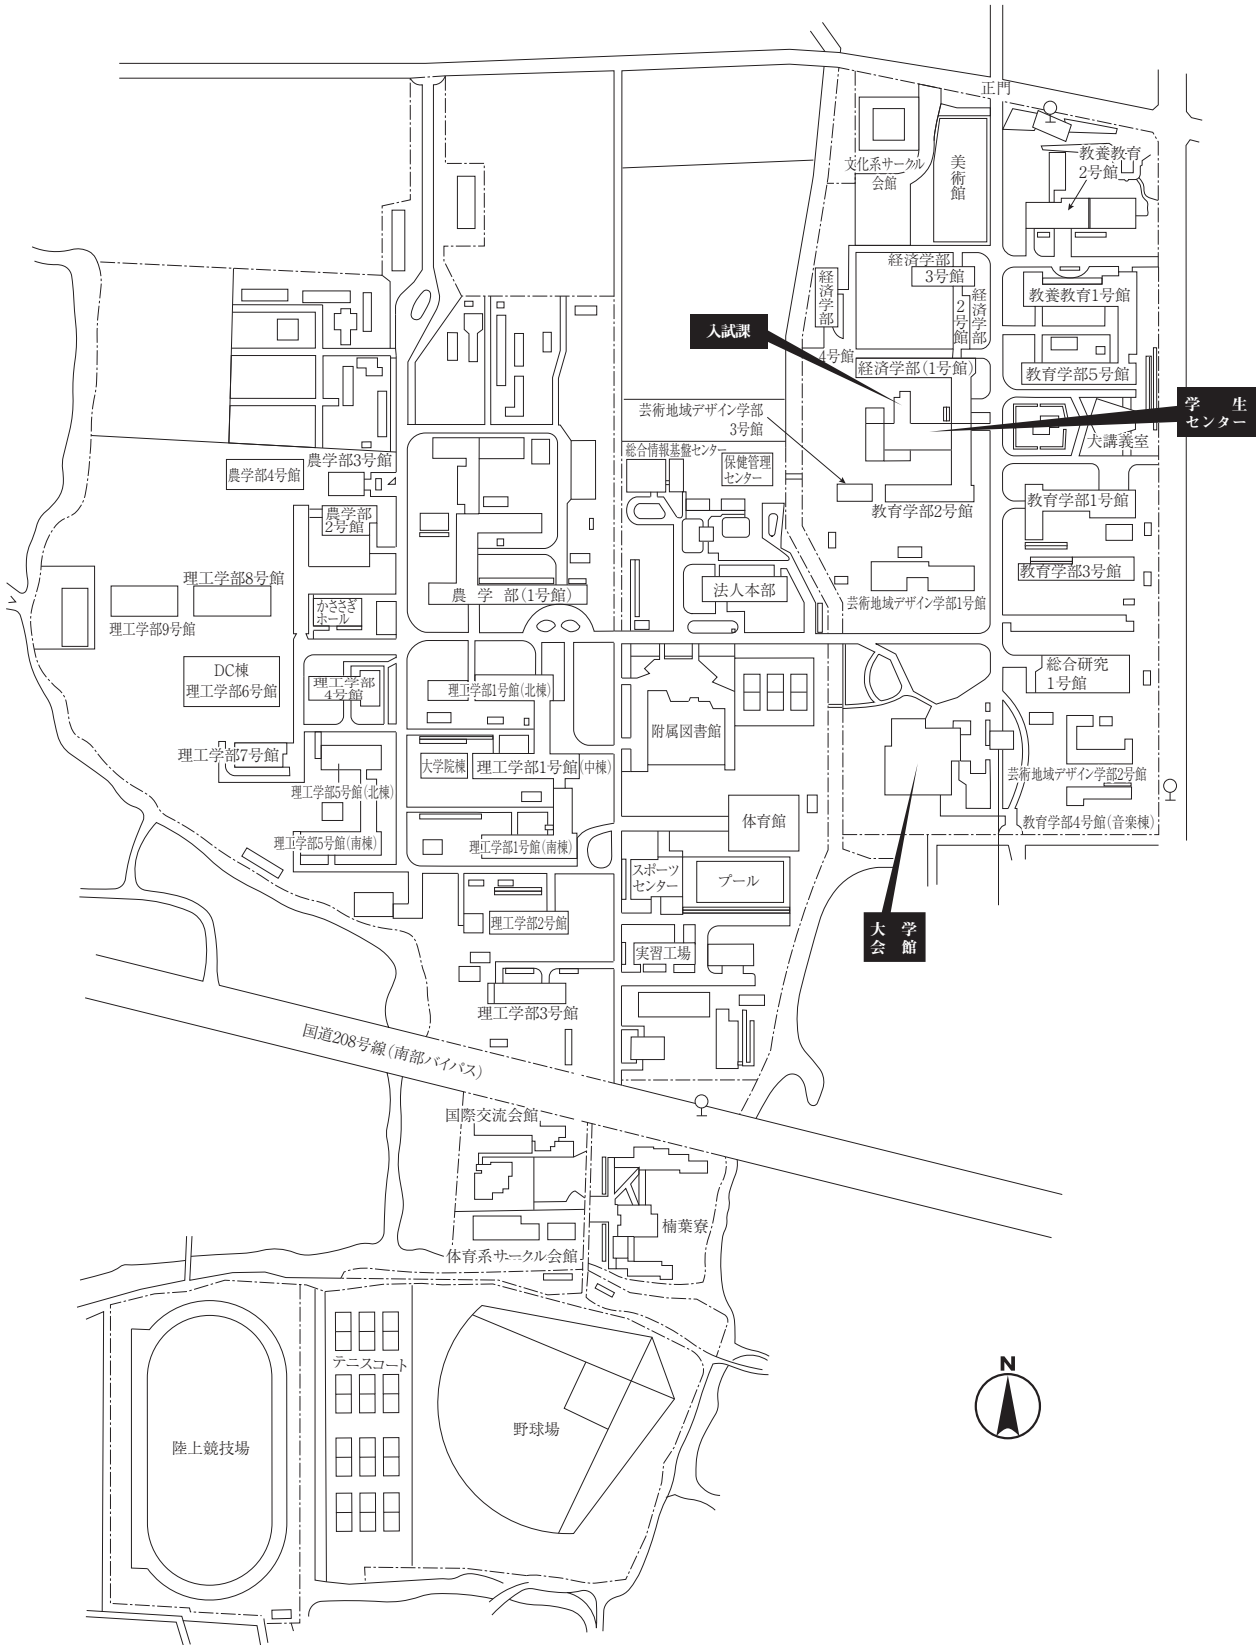 正門
教養教育
2号館
文化系サークル
会館
美術館
経済学部
3号館
経済学部
4号館
経済学部
2号館
教養教育1号館
入試課
経済学部(1号館)
教育学部5号館
芸術地域デザイン学部
3号館
学 生
センター
大講義室
総合情報基盤センター
保健管理
センター
農学部3号館
農学部4号館
教育学部1号館
教育学部2号館
農学部
2号館
理工学部8号館
教育学部3号館
農 学 部(1号館)
法人本部
芸術地域デザイン学部1号館
かささぎ
ホール
理工学部9号館
DC棟
理工学部6号館
理工学部
4号館
理工学部1号館(北棟)
総合研究
1号館
附属図書館
理工学部7号館
大学院棟
理工学部1号館(中棟)
芸術地域デザイン学部2号館
理工学部5号館(北棟)
体育館
教育学部4号館(音楽棟)
理工学部5号館(南棟)
理工学部1号館(南棟)
スポーツ
センター
プール
理工学部2号館
大 学
会 館
実習工場
理工学部3号館
国道208号線(南部バイパス)
国際交流会館
楠葉寮
体育系サークル会館
テニスコート
N
野球場
陸上競技場